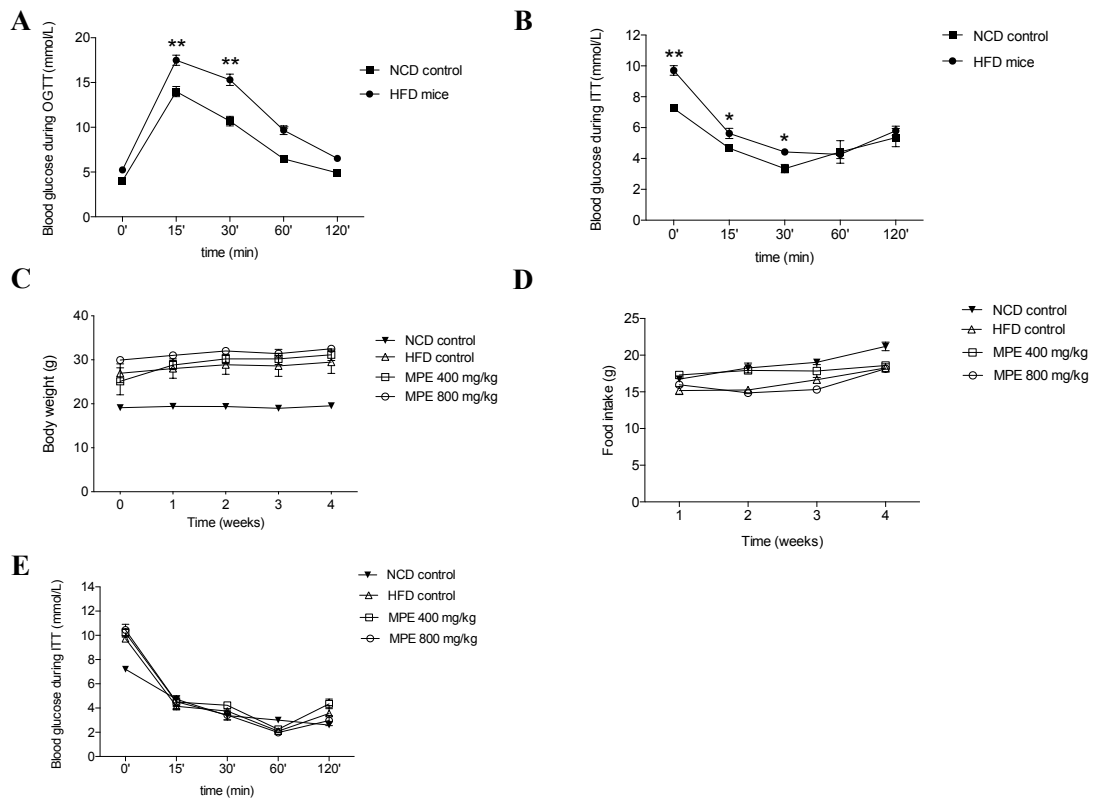 A
Blood glucose during OGTT (mmol/L)
20
15
10
5
0
** **
0' 15' 30' 60' 120'
time (min)
NCD control
HFD mice
B
Blood glucose during ITT (mmol/L)
12
10
8
6
4
2
0
** * *
0' 15' 30' 60' 120'
time (min)
NCD control
HFD mice
C
Body weight (g)
40
30
20
30
0
0 1 2 3 4
Time (weeks)
NCD control
HFD control
MPE 400 mg/kg
MPE 800 mg/kg
D
Food intake (g)
25
20
15
10
5
0
1 2 3 4
Time (weeks)
NCD control
HFD control
MPE 400 mg/kg
MPE 800 mg/kg
E
Blood glucose during ITT (mmol/L)
14
12
10
8
6
4
2
0
0' 15' 30' 60' 120'
time (min)
NCD control
HFD control
MPE 400 mg/kg
MPE 800 mg/kg